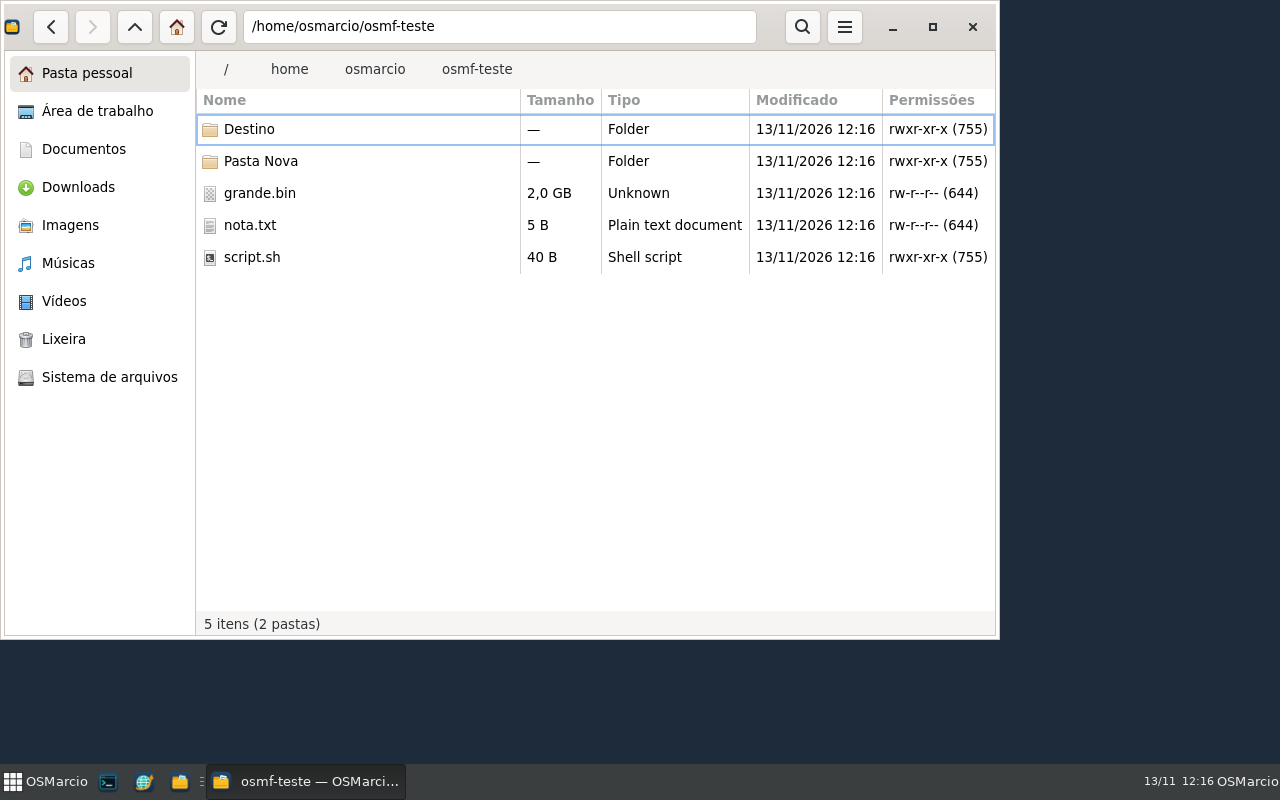 /home/osmarcio/osmf-teste
Pasta pessoal
Área de trabalho
Documentos
Downloads
Imagens
Músicas
Vídeos
Lixeira
Sistema de arquivos
/ home osmarcio osmf-teste
Nome Tamanho Tipo Modificado Permissões
Destino — Folder 13/11/2026 12:16 rwxr-xr-x (755)
Pasta Nova — Folder 13/11/2026 12:16 rwxr-xr-x (755)
grande.bin 2,0 GB Unknown 13/11/2026 12:16 rw-r--r-- (644)
nota.txt 5 B Plain text document 13/11/2026 12:16 rw-r--r-- (644)
script.sh 40 B Shell script 13/11/2026 12:16 rwxr-xr-x (755)
5 itens (2 pastas)
OSMarcio osmf-teste — OSMarci... 13/11 12:16 OSMarcio